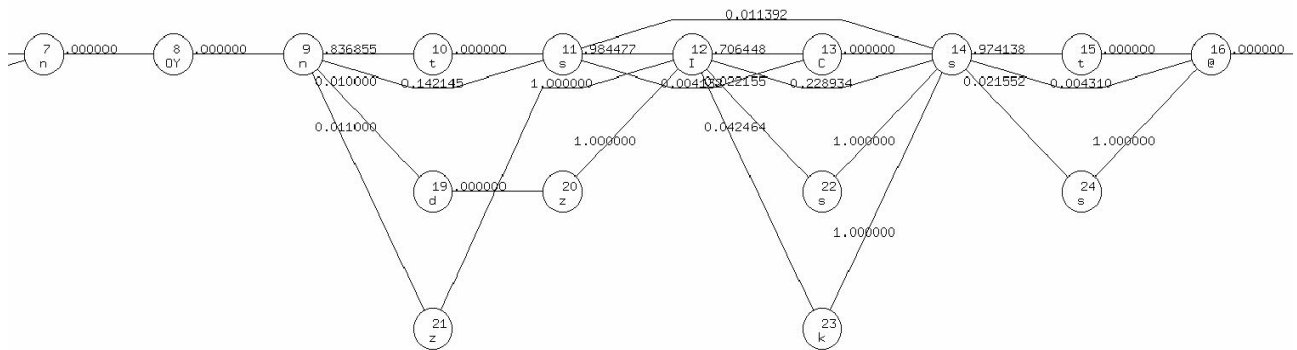 0.011392
7 .000000 8 .000000 9 .836855 10 .000000 11 .984477 12 .706448 13 .000000 14 .974138 15 .000000 16 .000000
n OY n t s I C s t @
0.010000 0.142145 1.000000 0.022155 0.228934 0.021552 0.004310
0.011000 0.042464
1.000000 1.000000 1.000000
19 .000000 20 22 24
d z s s
1.000000
21 23
z k